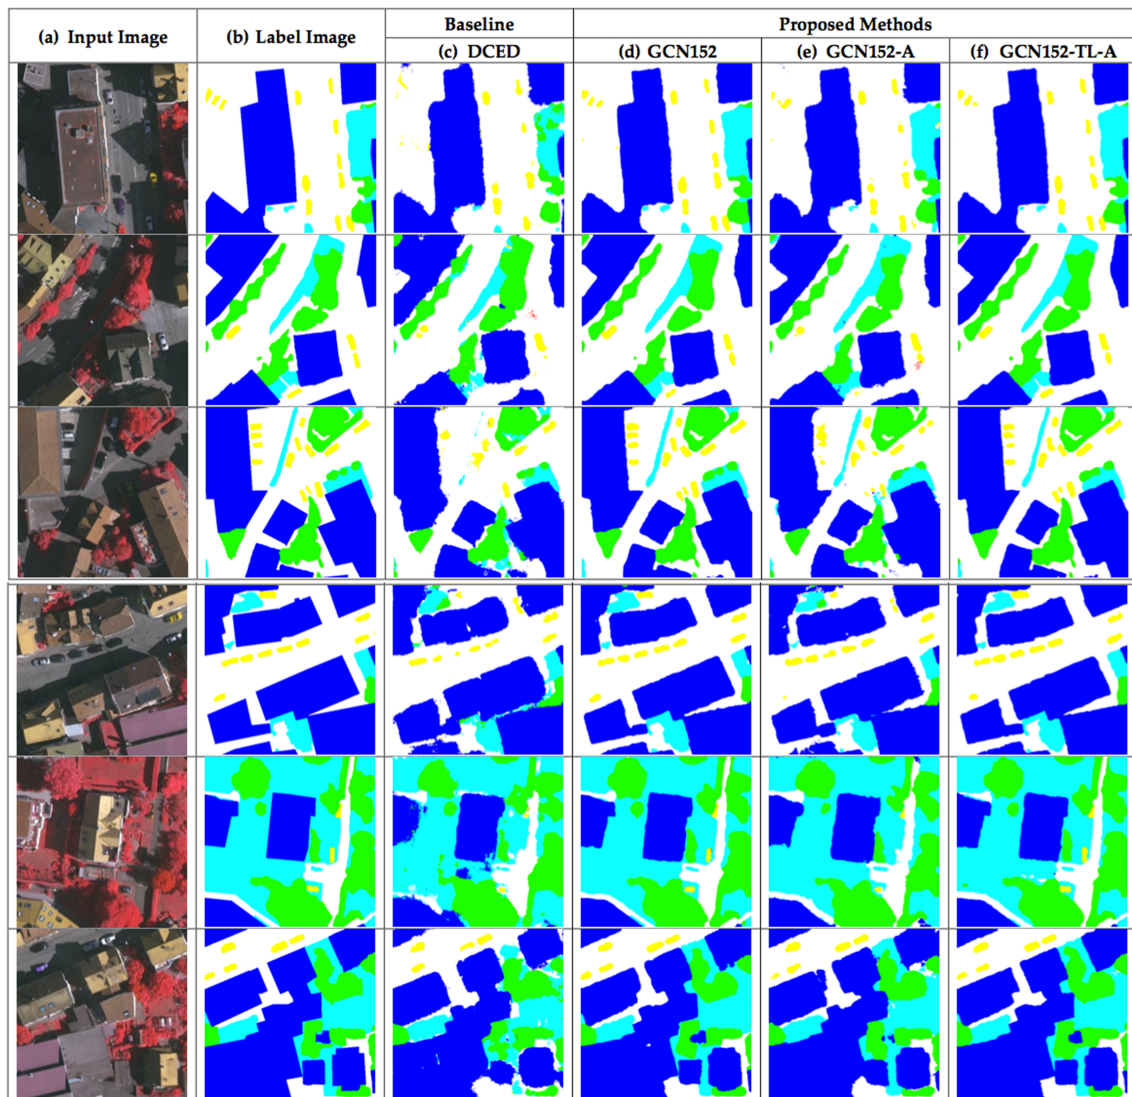 Baseline Proposed Methods
(a) Input Image (b) Label Image
(c) DCED (d) GCN152 (e) GCN152-A (f) GCN152-TL-A